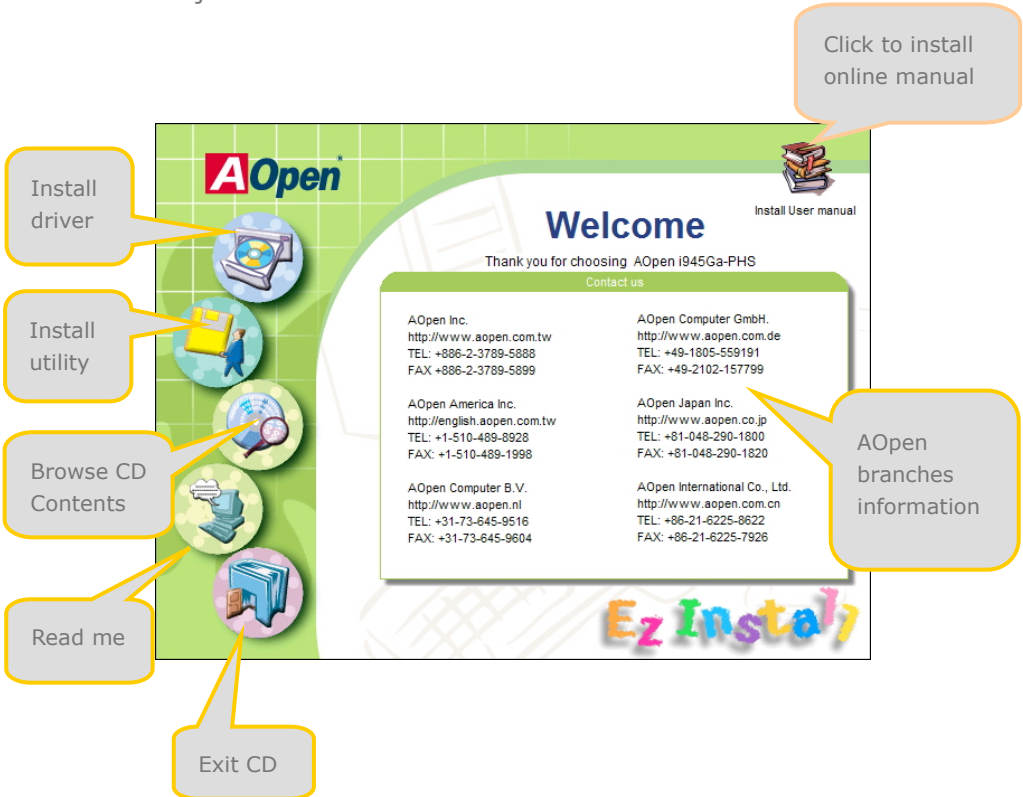 Click to install
online manual
AOpen
Install User manual
Install
driver
Install
utility
Browse CD
Contents
Read me
Exit CD
Welcome
Thank you for choosing AOpen i945Ga-PHS
Contact us
AOpen Inc.
http://www.aopen.com.tw
TEL: +886-2-3789-5888
FAX +886-2-3789-5899
AOpen America Inc.
http://english.aopen.com.tw
TEL: +1-510-489-8928
FAX: +1-510-489-1998
AOpen Computer B.V.
http://www.aopen.nl
TEL: +31-73-645-9516
FAX: +31-73-645-9604
AOpen Computer GmbH.
http://www.aopen.com.de
TEL: +49-1805-559191
FAX: +49-2102-157799
AOpen Japan Inc.
http://www.aopen.co.jp
TEL: +81-048-290-1800
FAX: +81-048-290-1820
AOpen International Co., Ltd.
http://www.aopen.com.cn
TEL: +86-21-6225-8622
FAX: +86-21-6225-7926
AOpen
branches
information
Ez Install